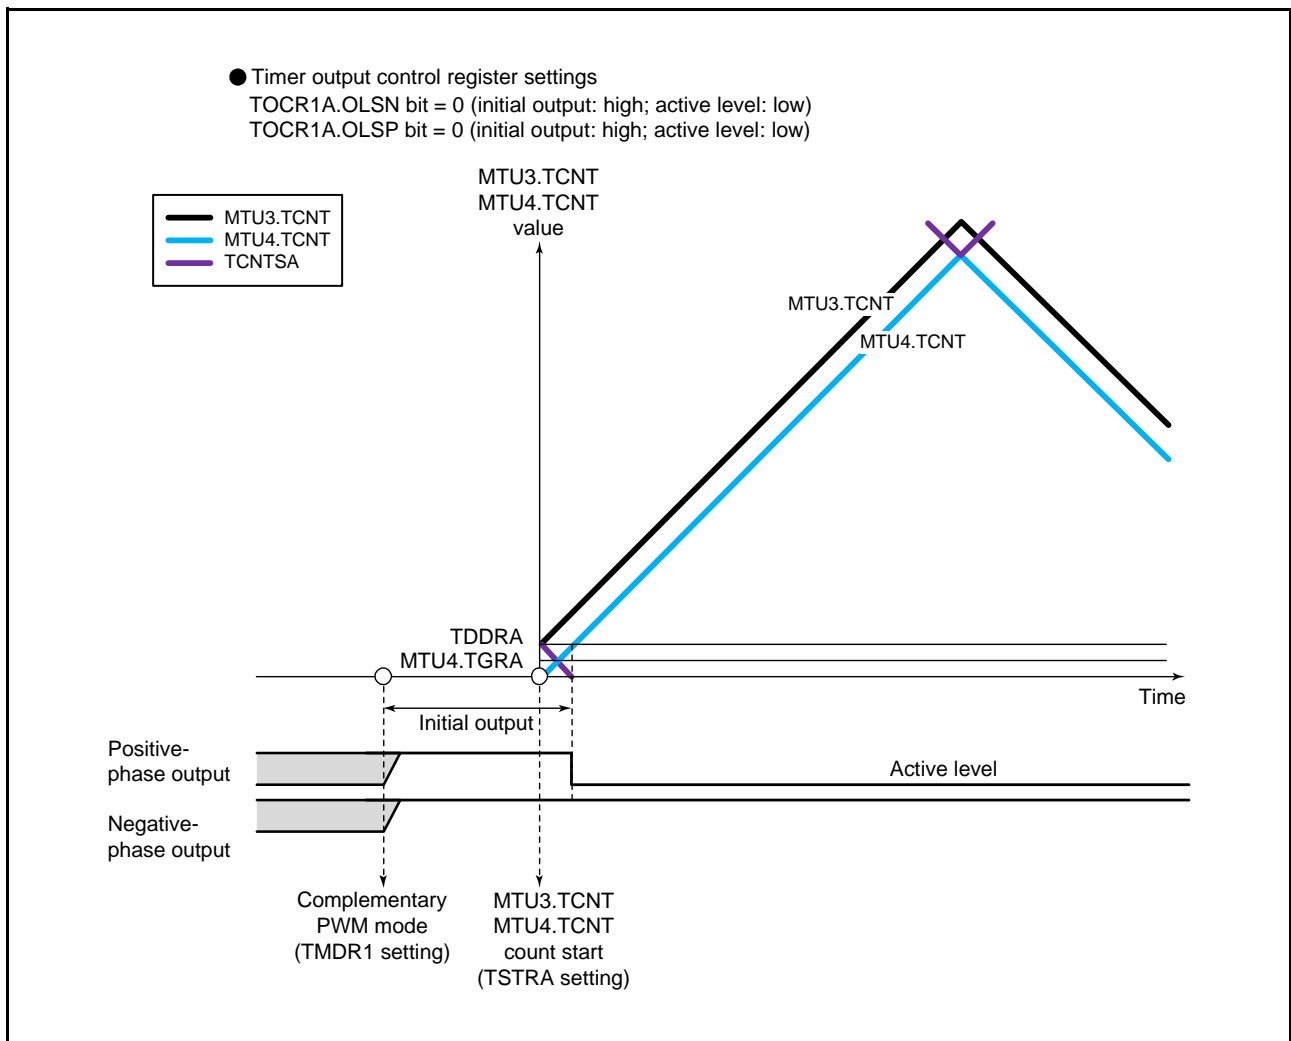 ● Timer output control register settings
TOCR1A.OLSN bit = 0 (initial output: high; active level: low)
TOCR1A.OLSP bit = 0 (initial output: high; active level: low)
MTU3.TCNT
MTU4.TCNT
value
MTU3.TCNT
MTU4.TCNT
TCNTSA
MTU3.TCNT
MTU4.TCNT
TDDRA
MTU4.TGRA
Time
Initial output
Positive-
phase output
Active level
Negative-
phase output
Complementary
PWM mode
(TMDR1 setting)
MTU3.TCNT
MTU4.TCNT
count start
(TSTRA setting)